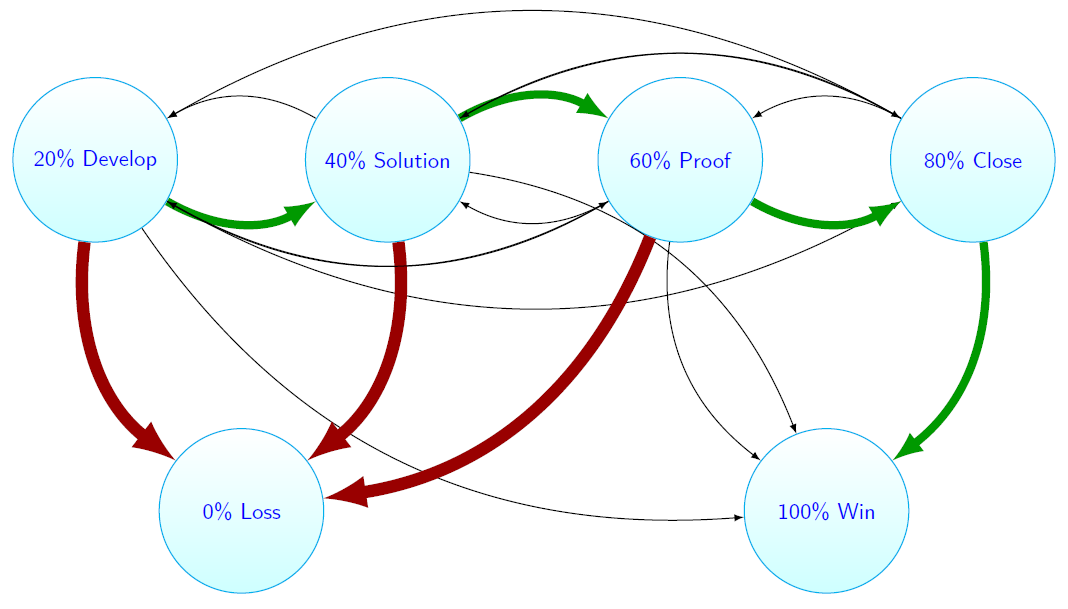 20% Develop
40% Solution
60% Proof
80% Close
0% Loss
100% Win